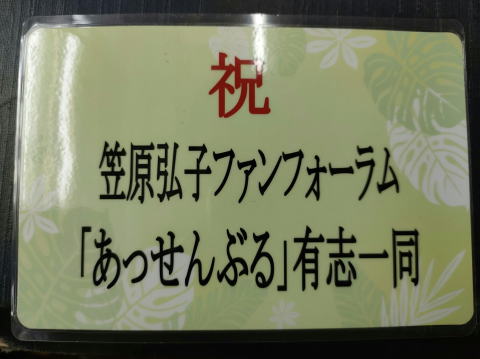 祝
笠原弘子ファンフォーラム
「あっせんぶる」有志一同